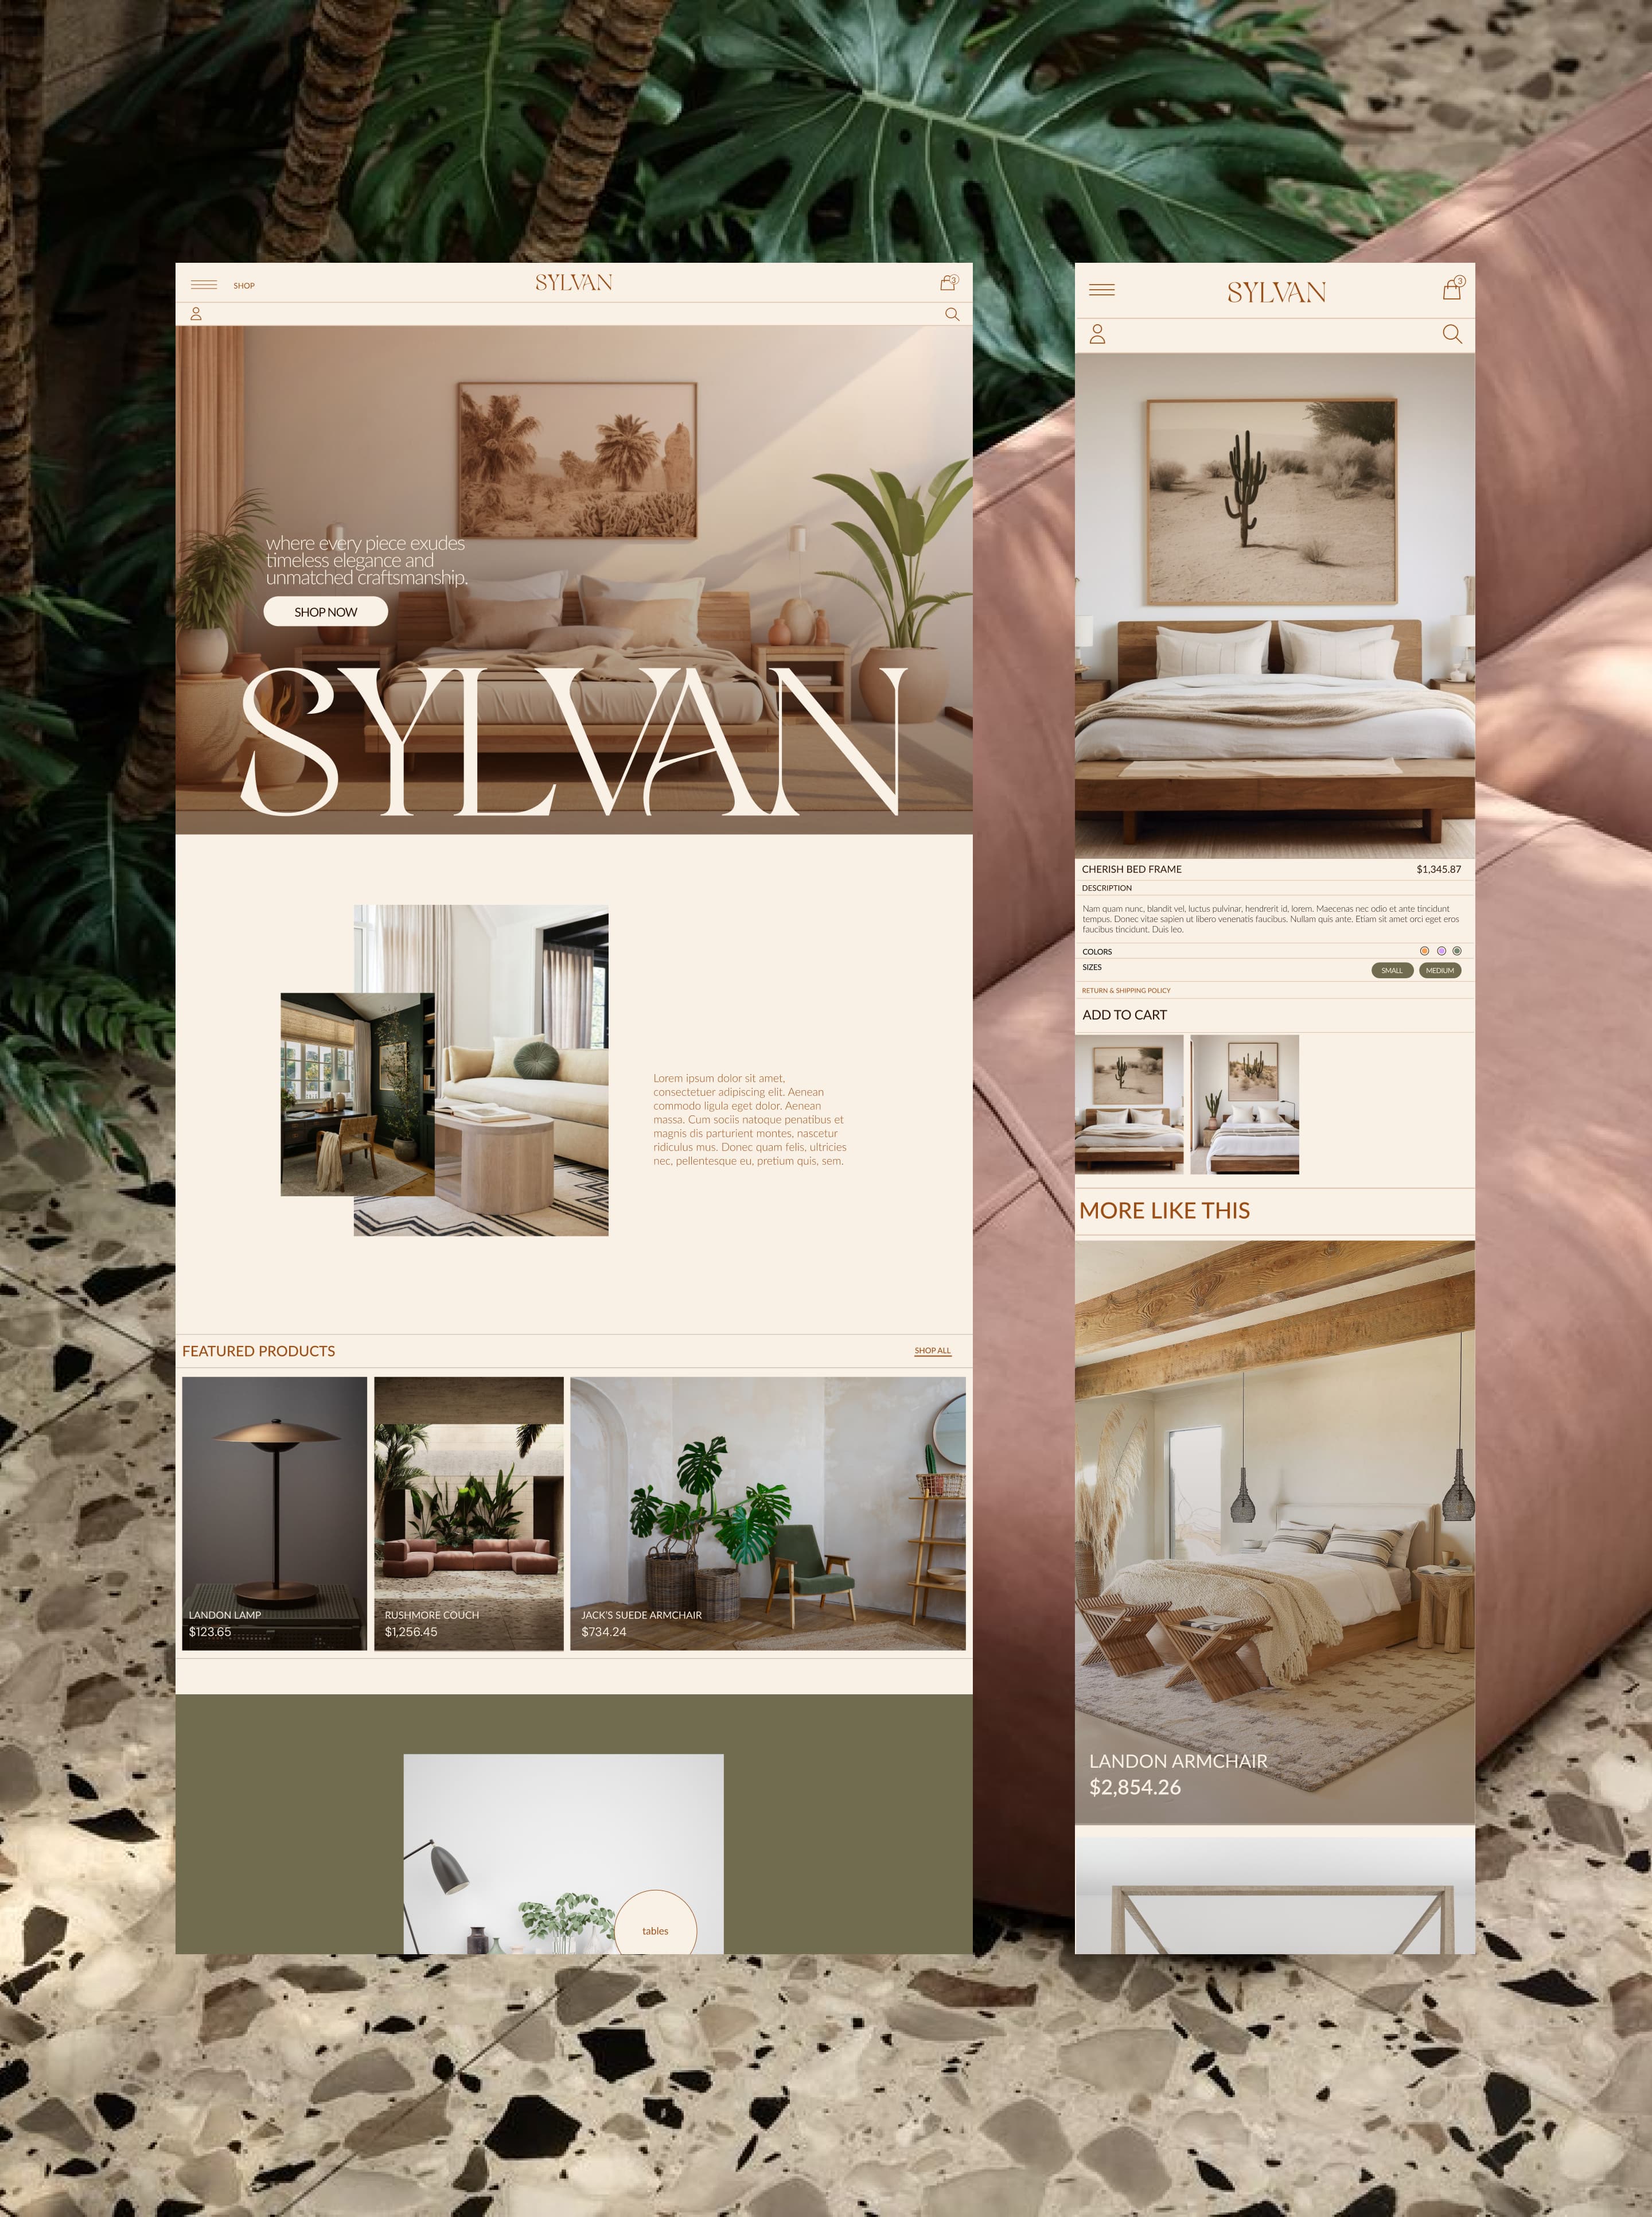 SHOP
SYLVAN
3
where every piece exudes
timeless elegance and
unmatched craftsmanship.
SHOP NOW
SYLVAN
Lorem ipsum dolor sit amet,
consectetuer adipiscing elit. Aenean
commodo ligula eget dolor. Aenean
massa. Cum sociis natoque penatibus et
magnis dis parturient montes, nascetur
ridiculus mus. Donec quam felis, ultricies
nec, pellentesque eu, pretium quis, sem.
FEATURED PRODUCTS
SHOP ALL
LANDON LAMP
$123.65
RUSHMORE COUCH
$1,256.45
JACK'S SUEDE ARMCHAIR
$734.24
tables
SYLVAN
3
CHERISH BED FRAME
$1,345.87
DESCRIPTION
Nam quam nunc, blandit vel, luctus pulvinar, hendrerit id, lorem. Maecenas nec odio et ante tincidunt
tempus. Donec vitae sapien ut libero venenatis faucibus. Nullam quis ante. Etiam sit amet orci eget eros
faucibus tincidunt. Duis leo.
COLORS
SIZES
SMALL
MEDIUM
RETURN & SHIPPING POLICY
ADD TO CART
MORE LIKE THIS
LANDON ARMCHAIR
$2,854.26